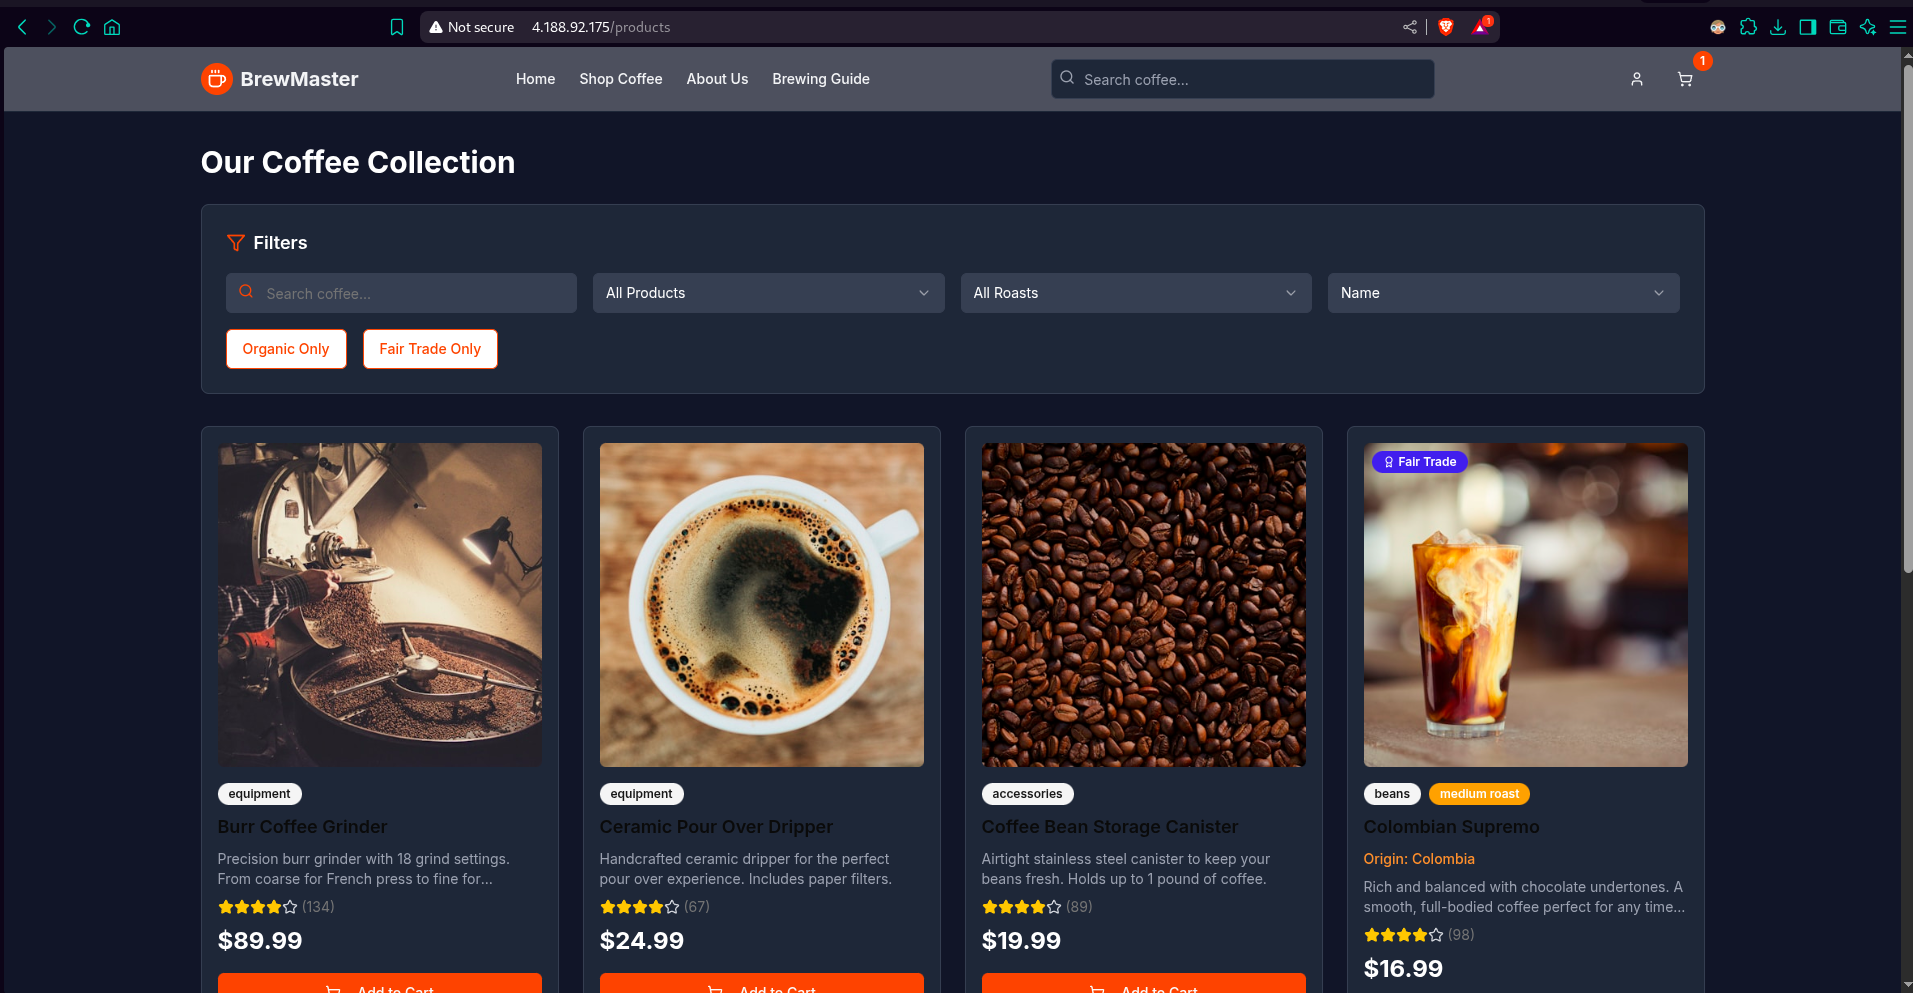 Not secure 4.188.92.175/products
1
BrewMaster
Home Shop Coffee About Us Brewing Guide
Search coffee...
1
Our Coffee Collection
Filters
Search coffee...
All Products
All Roasts
Name
Organic Only
Fair Trade Only
Fair Trade
equipment
Burr Coffee Grinder
Precision burr grinder with 18 grind settings.
From coarse for French press to fine for...
(134)
$89.99
Add to Cart
equipment
Ceramic Pour Over Dripper
Handcrafted ceramic dripper for the perfect
pour over experience. Includes paper filters.
(67)
$24.99
Add to Cart
accessories
Coffee Bean Storage Canister
Airtight stainless steel canister to keep your
beans fresh. Holds up to 1 pound of coffee.
(89)
$19.99
Add to Cart
beans medium roast
Colombian Supremo
Origin: Colombia
Rich and balanced with chocolate undertones. A
smooth, full-bodied coffee perfect for any time...
(98)
$16.99